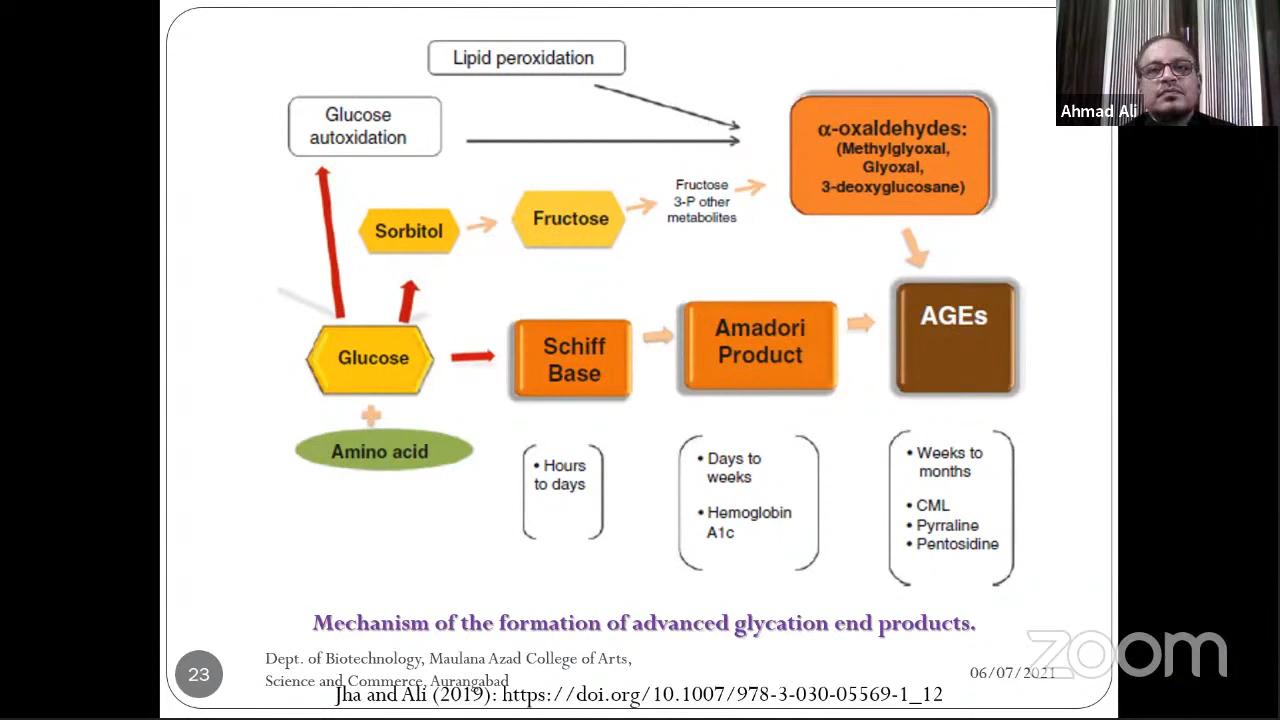 Lipid peroxidation
Ahmad Ali
Glucose
autoxidation
α-oxaldehydes:
(Methylglyoxal,
Glyoxal,
3-deoxyglucosane)
Sorbitol
Fructose
Fructose
3-P other
metabolites
Glucose
+
Amino acid
Schiff
Base
Amadori
Product
AGEs
• Hours
to days
• Days to
weeks
• Hemoglobin
A1c
• Weeks to
months
• CML
• Pyrraline
• Pentosidine
Mechanism of the formation of advanced glycation end products.
23
Dept. of Biotechnology, Maulana Azad College of Arts,
Science and Commerce, Aurangabad
06/07/2021
Jha and Ali (2019): https://doi.org/10.1007/978-3-030-05569-1_12
zoom